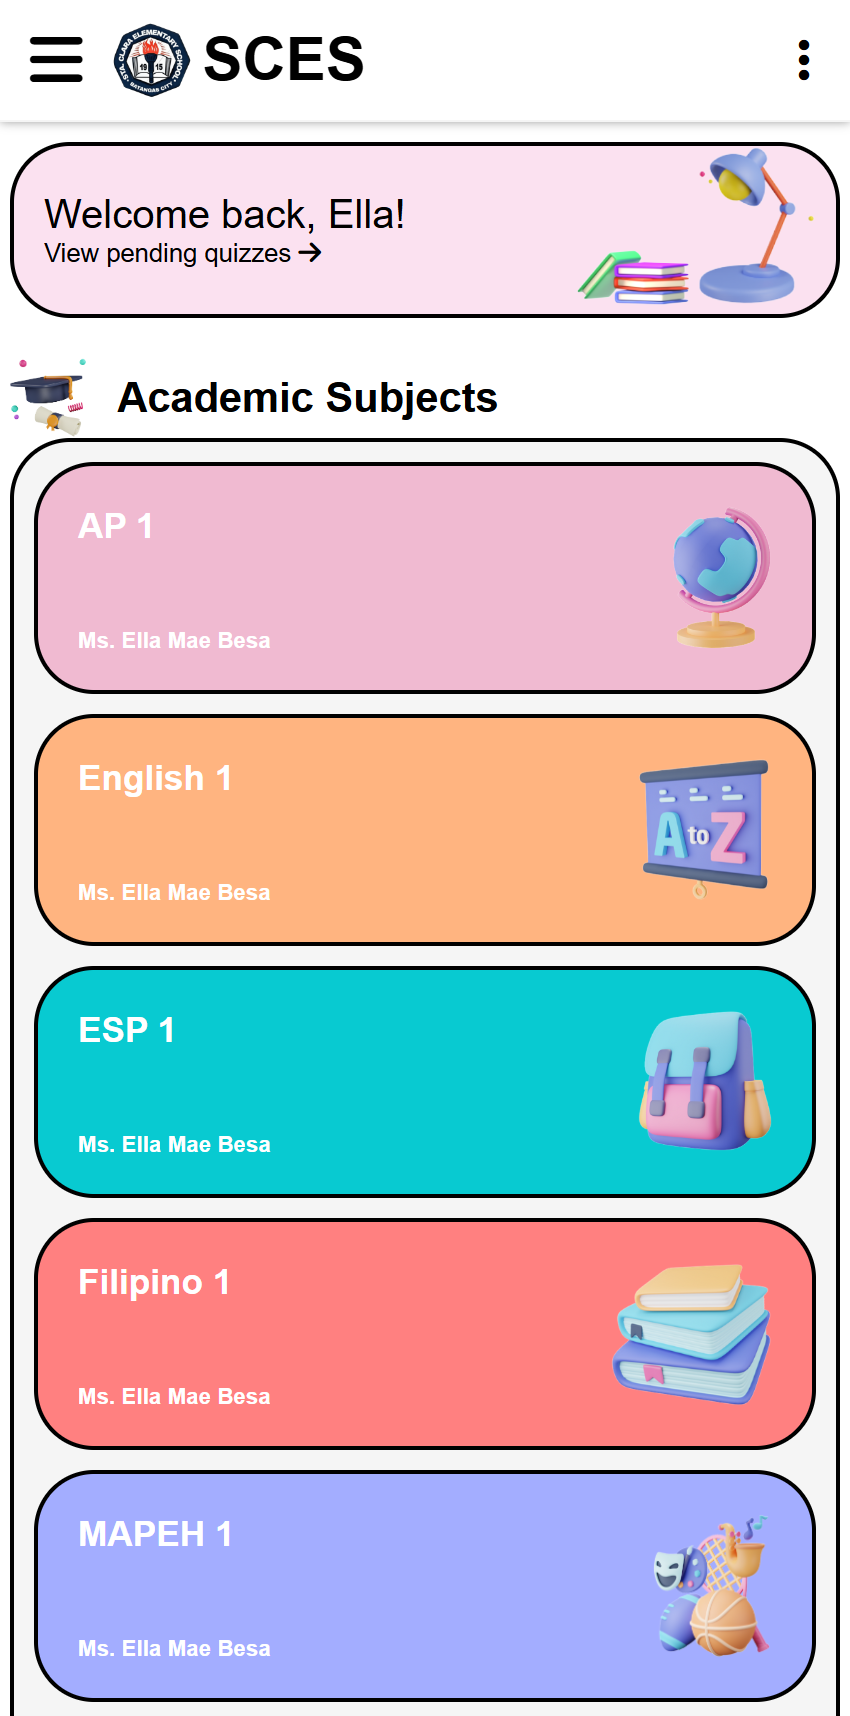 STA. CLARA ELEMENTARY SCHOOL
19 15
BATANGAS CITY
SCES
Welcome back, Ella!
View pending quizzes →
Academic Subjects
AP 1
Ms. Ella Mae Besa
English 1
A to Z
Ms. Ella Mae Besa
ESP 1
Ms. Ella Mae Besa
Filipino 1
Ms. Ella Mae Besa
MAPEH 1
Ms. Ella Mae Besa